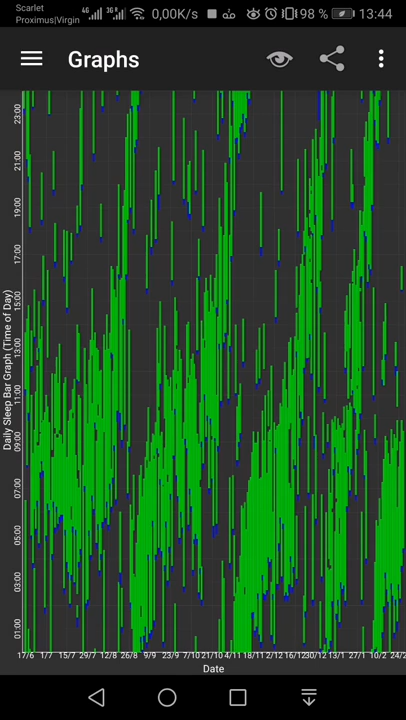 Scarlet
Proximus|Virgin
4G
3G
0,00K/s
98 %
13:44
Graphs
Daily Sleep Bar Graph (Time of Day)
23:00
21:00
19:00
17:00
15:00
13:00
11:00
09:00
07:00
05:00
03:00
01:00
17/6 1/7 15/7 29/7 12/8 26/8 9/9 23/9 7/10 21/10 4/11 18/11 2/12 16/12 30/12 13/1 27/1 10/2 24/2
Date